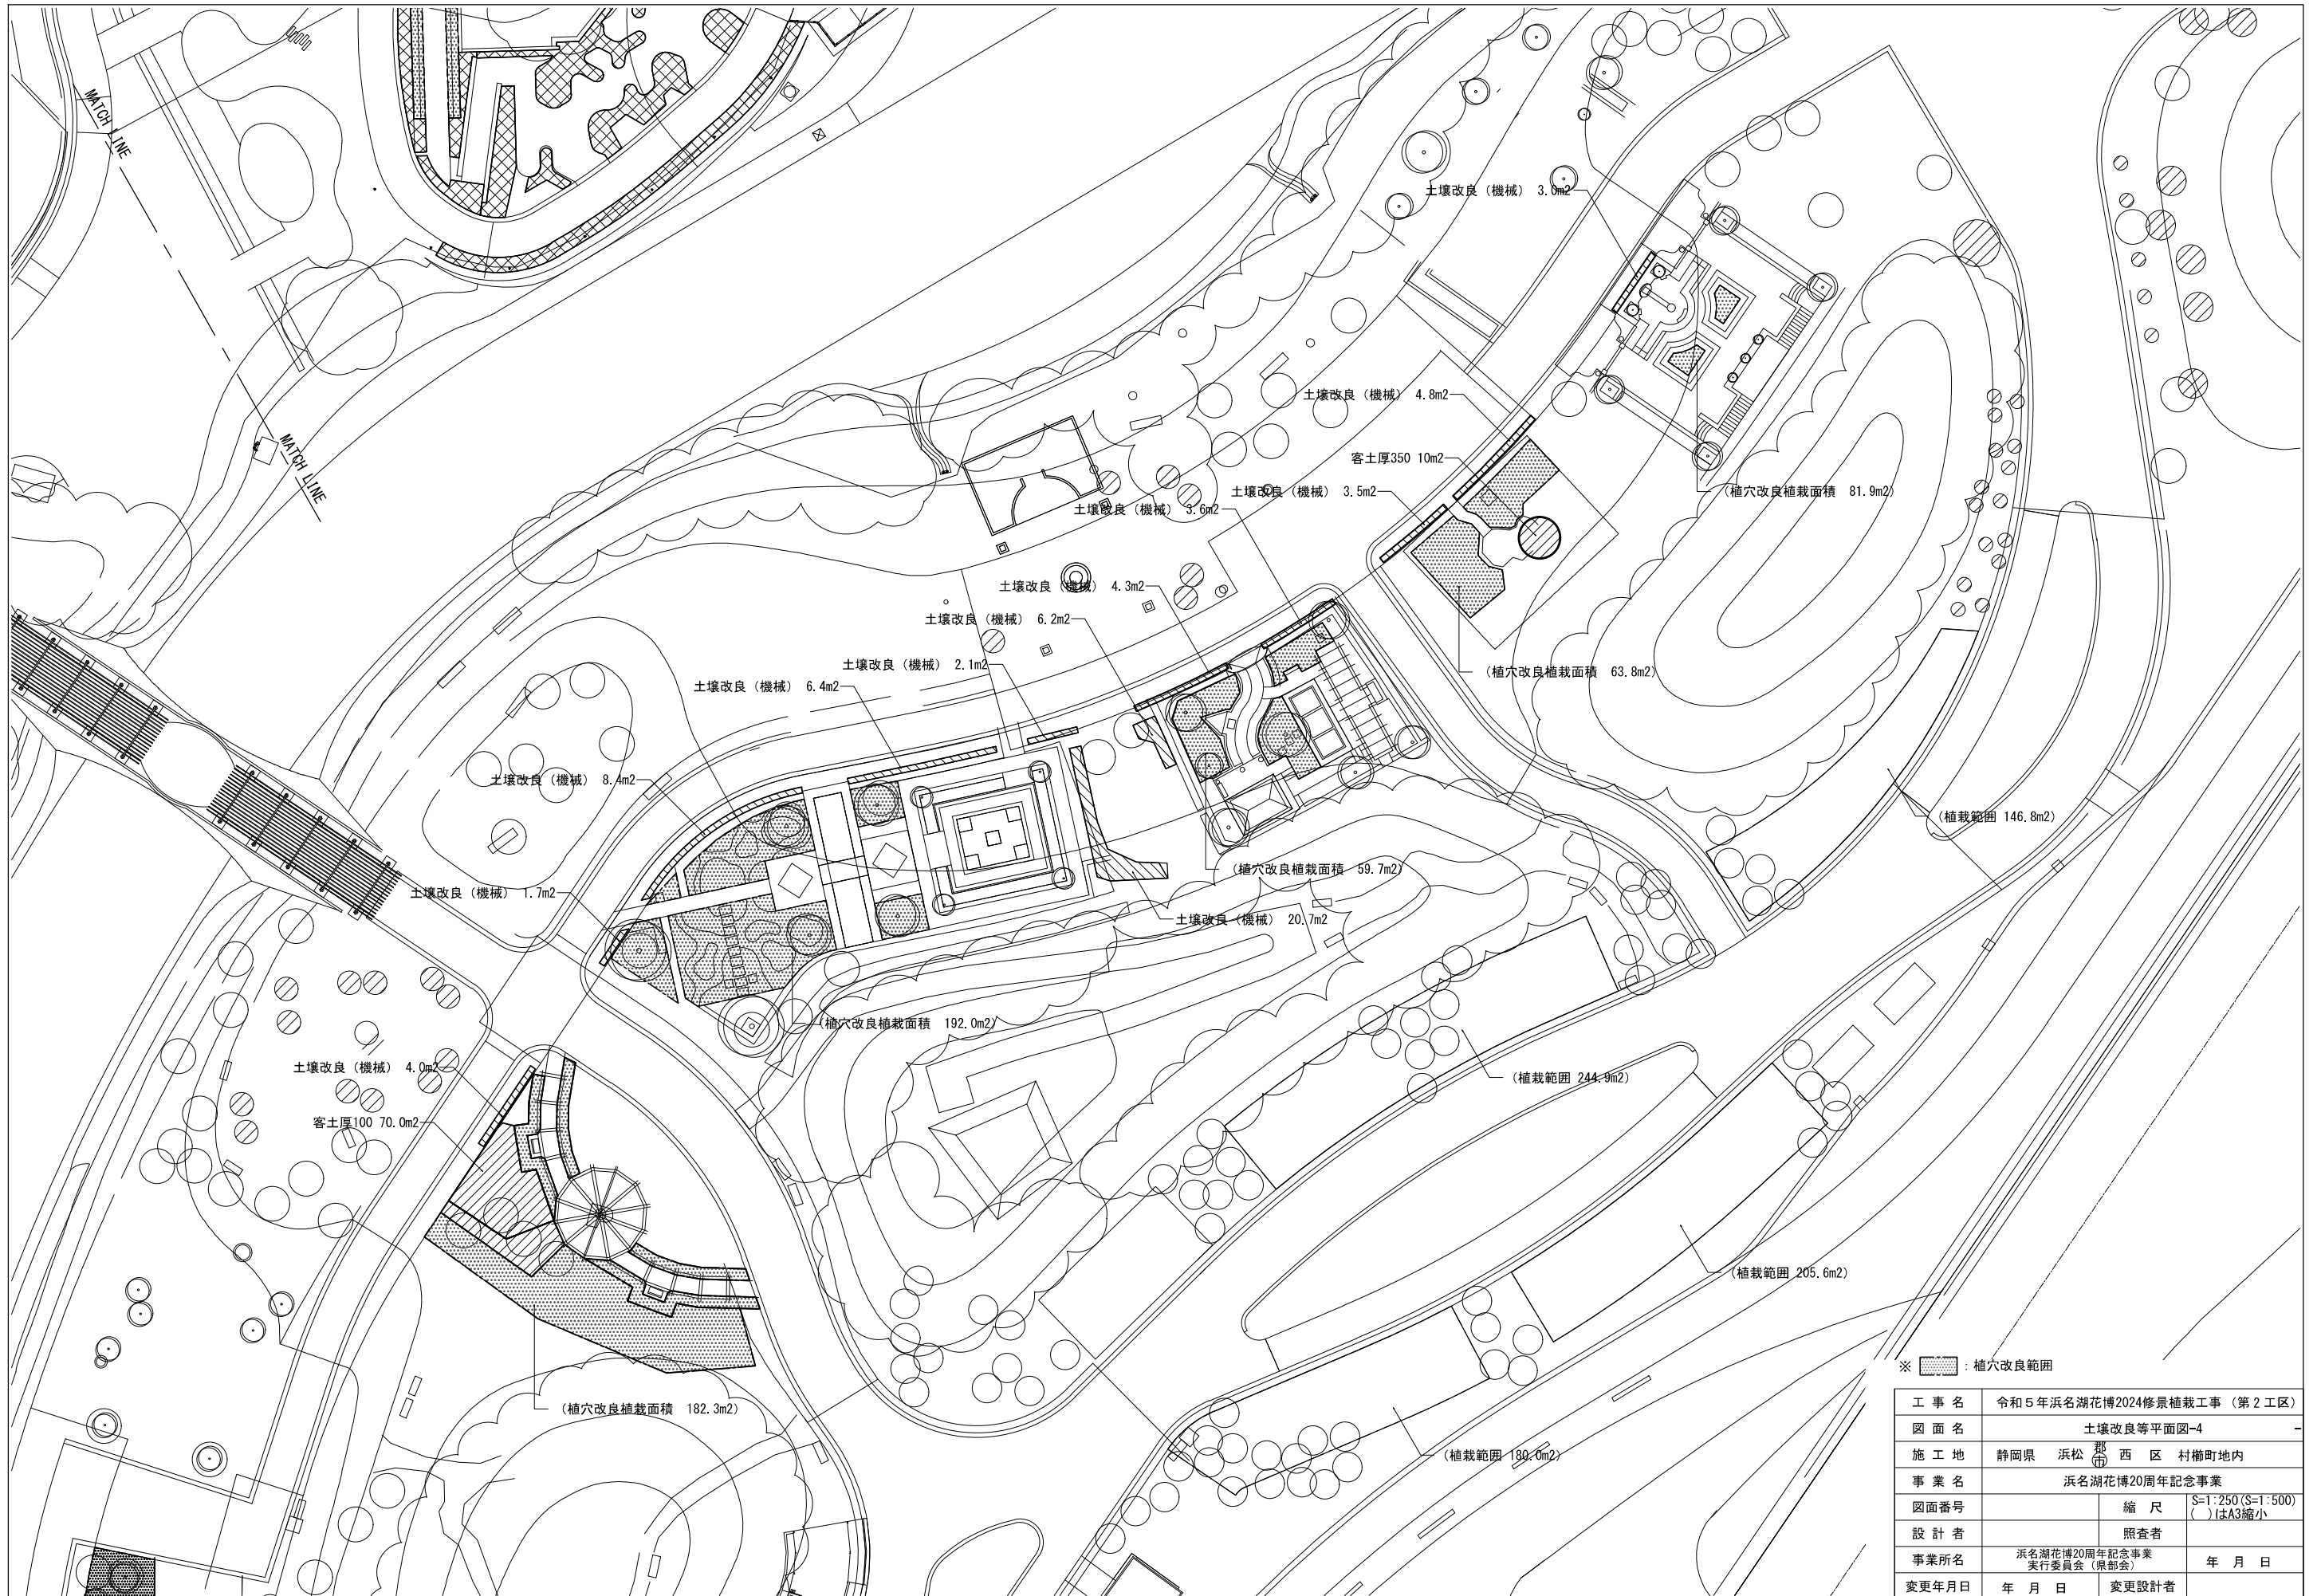 MATCH LINE
MATCH LINE
土壌改良（機械） 3.0m2
土壌改良（機械） 4.8m2
客土厚350 10m2
土壌改良（機械） 3.5m2
土壌改良（機械） 3.6m2
（植穴改良植栽面積 81.9m2）
土壌改良（機械） 4.3m2
土壌改良（機械） 6.2m2
土壌改良（機械） 2.1m2
土壌改良（機械） 6.4m2
（植穴改良植栽面積 63.8m2）
土壌改良（機械） 8.4m2
（植栽範囲 146.8m2）
（植穴改良植栽面積 59.7m2）
土壌改良（機械） 1.7m2
土壌改良（機械） 20.7m2
（植穴改良植栽面積 192.0m2）
土壌改良（機械） 4.0m2
（植栽範囲 244.9m2）
客土厚100 70.0m2
（植栽範囲 205.6m2）
（植穴改良植栽面積 182.3m2）
（植栽範囲 180.0m2）
※ ：植穴改良範囲
工 事 名 令和５年浜名湖花博2024修景植栽工事（第２工区）
図 面 名 土壌改良等平面図-4 -
施 工 地 静岡県 浜松 郡 市 西 区 村櫛町地内
事 業 名 浜名湖花博20周年記念事業
図面番号 縮 尺 S=1:250(S=1:500)
（ ）はA3縮小
設 計 者 照査者
事業所名 浜名湖花博20周年記念事業
実行委員会（県部会） 年 月 日
変更年月日 年 月 日 変更設計者